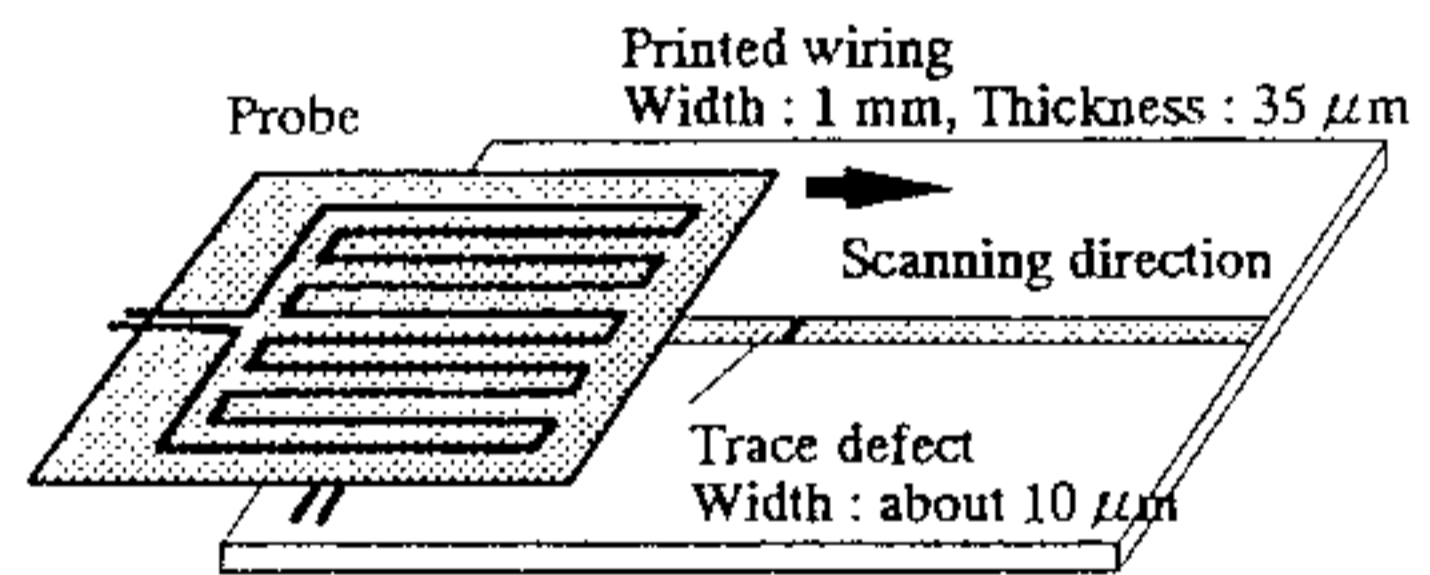 Printed wiring
Width : 1 mm, Thickness : 35 μm
Probe
Scanning direction
Trace defect
Width : about 10 μm